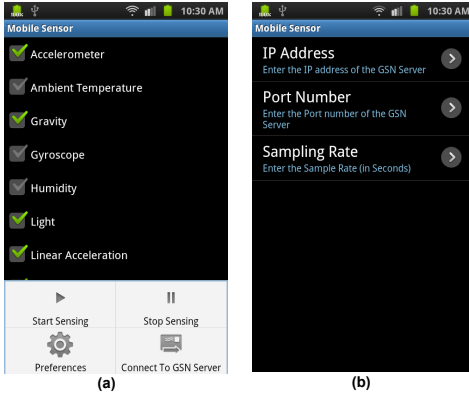 10:30 AM
Mobile Sensor
Accelerometer
Ambient Temperature
Gravity
Gyroscope
Humidity
Light
Linear Acceleration
Start Sensing
Stop Sensing
Preferences
Connect To GSN Server
(a)
10:30 AM
Mobile Sensor
IP Address
Enter the IP address of the GSN Server
Port Number
Enter the Port number of the GSN
Server
Sampling Rate
Enter the Sample Rate (in Seconds)
(b)